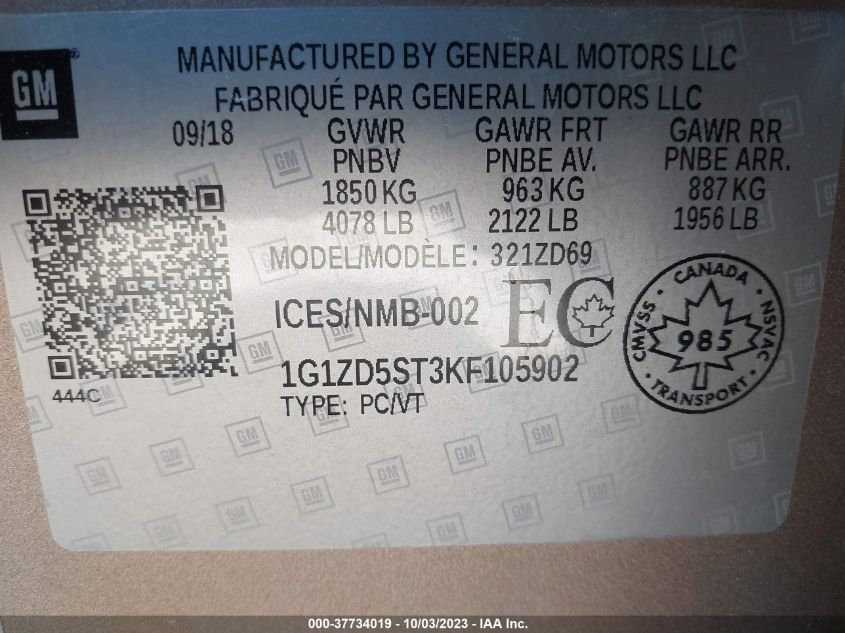 GM
MANUFACTURED BY GENERAL MOTORS LLC
FABRIQUÉ PAR GENERAL MOTORS LLC
09/18 GVWR GAWR FRT GAWR RR
PNBV PNBE AV. PNBE ARR.
1850 KG 963 KG 887 KG
4078 LB 2122 LB 1956 LB
MODEL/MODÈLE: 321ZD69
ICES/NMB-002 EC
CANADA
CMVSS 985 NSVAC
1G1ZD5ST3KF105902
444C TYPE: PC/VT
000-37734019 - 10/03/2023 - IAA Inc.